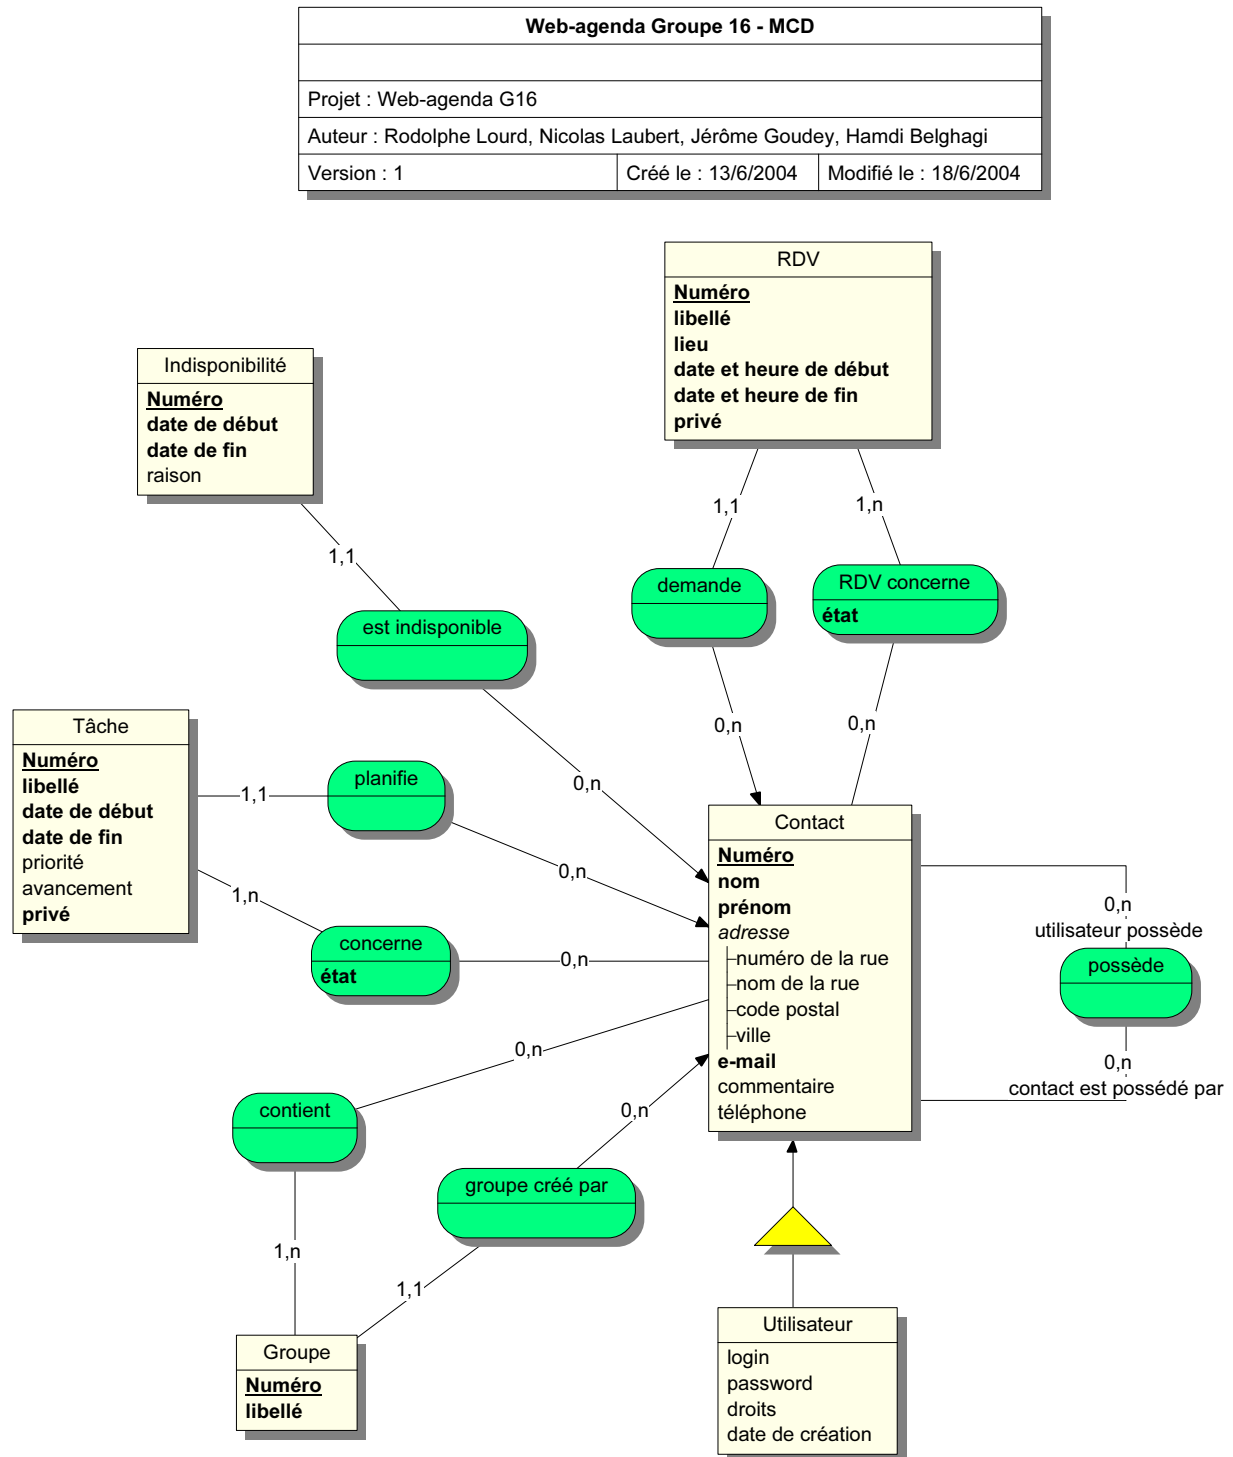 Web-agenda Groupe 16 - MCD
Projet : Web-agenda G16
Auteur : Rodolphe Lourd, Nicolas Laubert, Jérôme Goudey, Hamdi Belghagi
Version : 1
Créé le : 13/6/2004
Modifié le : 18/6/2004
RDV
Numéro
libellé
lieu
date et heure de début
date et heure de fin
privé
Indisponibilité
Numéro
date de début
date de fin
raison
1,1
1,n
1,1
demande
RDV concerne
état
est indisponible
0,n
0,n
Tâche
Numéro
libellé
date de début
date de fin
priorité
avancement
privé
1,1
planifie
0,n
0,n
1,n
concerne
état
0,n
Contact
Numéro
nom
prénom
adresse
numéro de la rue
nom de la rue
code postal
ville
e-mail
commentaire
téléphone
0,n
utilisateur possède
possède
0,n
contact est possédé par
0,n
contient
0,n
groupe créé par
1,n
1,1
Groupe
Numéro
libellé
Utilisateur
login
password
droits
date de création